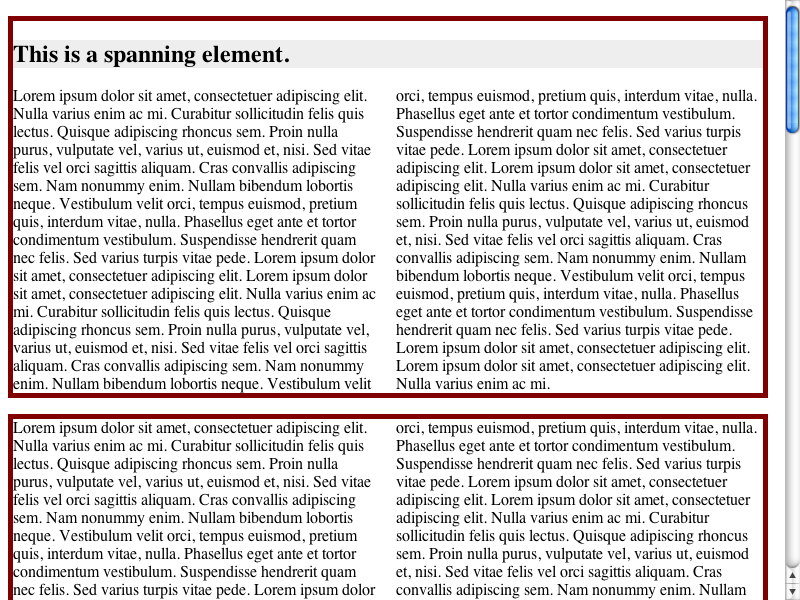 This is a spanning element.
Lorem ipsum dolor sit amet, consectetuer adipiscing elit.
Nulla varius enim ac mi. Curabitur sollicitudin felis quis
lectus. Quisque adipiscing rhoncus sem. Proin nulla
purus, vulputate vel, varius ut, euismod et, nisi. Sed vitae
felis vel orci sagittis aliquam. Cras convallis adipiscing
sem. Nam nonummy enim. Nullam bibendum lobortis
neque. Vestibulum velit orci, tempus euismod, pretium
quis, interdum vitae, nulla. Phasellus eget ante et tortor
condimentum vestibulum. Suspendisse hendrerit quam
nec felis. Sed varius turpis vitae pede. Lorem ipsum dolor
sit amet, consectetuer adipiscing elit. Lorem ipsum dolor
sit amet, consectetuer adipiscing elit. Nulla varius enim ac
mi. Curabitur sollicitudin felis quis lectus. Quisque
adipiscing rhoncus sem. Proin nulla purus, vulputate vel,
varius ut, euismod et, nisi. Sed vitae felis vel orci sagittis
aliquam. Cras convallis adipiscing sem. Nam nonummy
enim. Nullam bibendum lobortis neque. Vestibulum velit
orci, tempus euismod, pretium quis, interdum vitae, nulla.
Phasellus eget ante et tortor condimentum vestibulum.
Suspendisse hendrerit quam nec felis. Sed varius turpis
vitae pede. Lorem ipsum dolor sit amet, consectetuer
adipiscing elit. Lorem ipsum dolor sit amet, consectetuer
adipiscing elit. Nulla varius enim ac mi. Curabitur
sollicitudin felis quis lectus. Quisque adipiscing rhoncus
sem. Proin nulla purus, vulputate vel, varius ut, euismod
et, nisi. Sed vitae felis vel orci sagittis aliquam. Cras
convallis adipiscing sem. Nam nonummy enim. Nullam
bibendum lobortis neque. Vestibulum velit orci, tempus
euismod, pretium quis, interdum vitae, nulla. Phasellus
eget ante et tortor condimentum vestibulum. Suspendisse
hendrerit quam nec felis. Sed varius turpis vitae pede.
Lorem ipsum dolor sit amet, consectetuer adipiscing elit.
Lorem ipsum dolor sit amet, consectetuer adipiscing elit.
Nulla varius enim ac mi.
Lorem ipsum dolor sit amet, consectetuer adipiscing elit.
Nulla varius enim ac mi. Curabitur sollicitudin felis quis
lectus. Quisque adipiscing rhoncus sem. Proin nulla
purus, vulputate vel, varius ut, euismod et, nisi. Sed vitae
felis vel orci sagittis aliquam. Cras convallis adipiscing
sem. Nam nonummy enim. Nullam bibendum lobortis
neque. Vestibulum velit orci, tempus euismod, pretium
quis, interdum vitae, nulla. Phasellus eget ante et tortor
condimentum vestibulum. Suspendisse hendrerit quam
nec felis. Sed varius turpis vitae pede. Lorem ipsum dolor
orci, tempus euismod, pretium quis, interdum vitae, nulla.
Phasellus eget ante et tortor condimentum vestibulum.
Suspendisse hendrerit quam nec felis. Sed varius turpis
vitae pede. Lorem ipsum dolor sit amet, consectetuer
adipiscing elit. Lorem ipsum dolor sit amet, consectetuer
adipiscing elit. Nulla varius enim ac mi. Curabitur
sollicitudin felis quis lectus. Quisque adipiscing rhoncus
sem. Proin nulla purus, vulputate vel, varius ut, euismod
et, nisi. Sed vitae felis vel orci sagittis aliquam. Cras
convallis adipiscing sem. Nam nonummy enim. Nullam